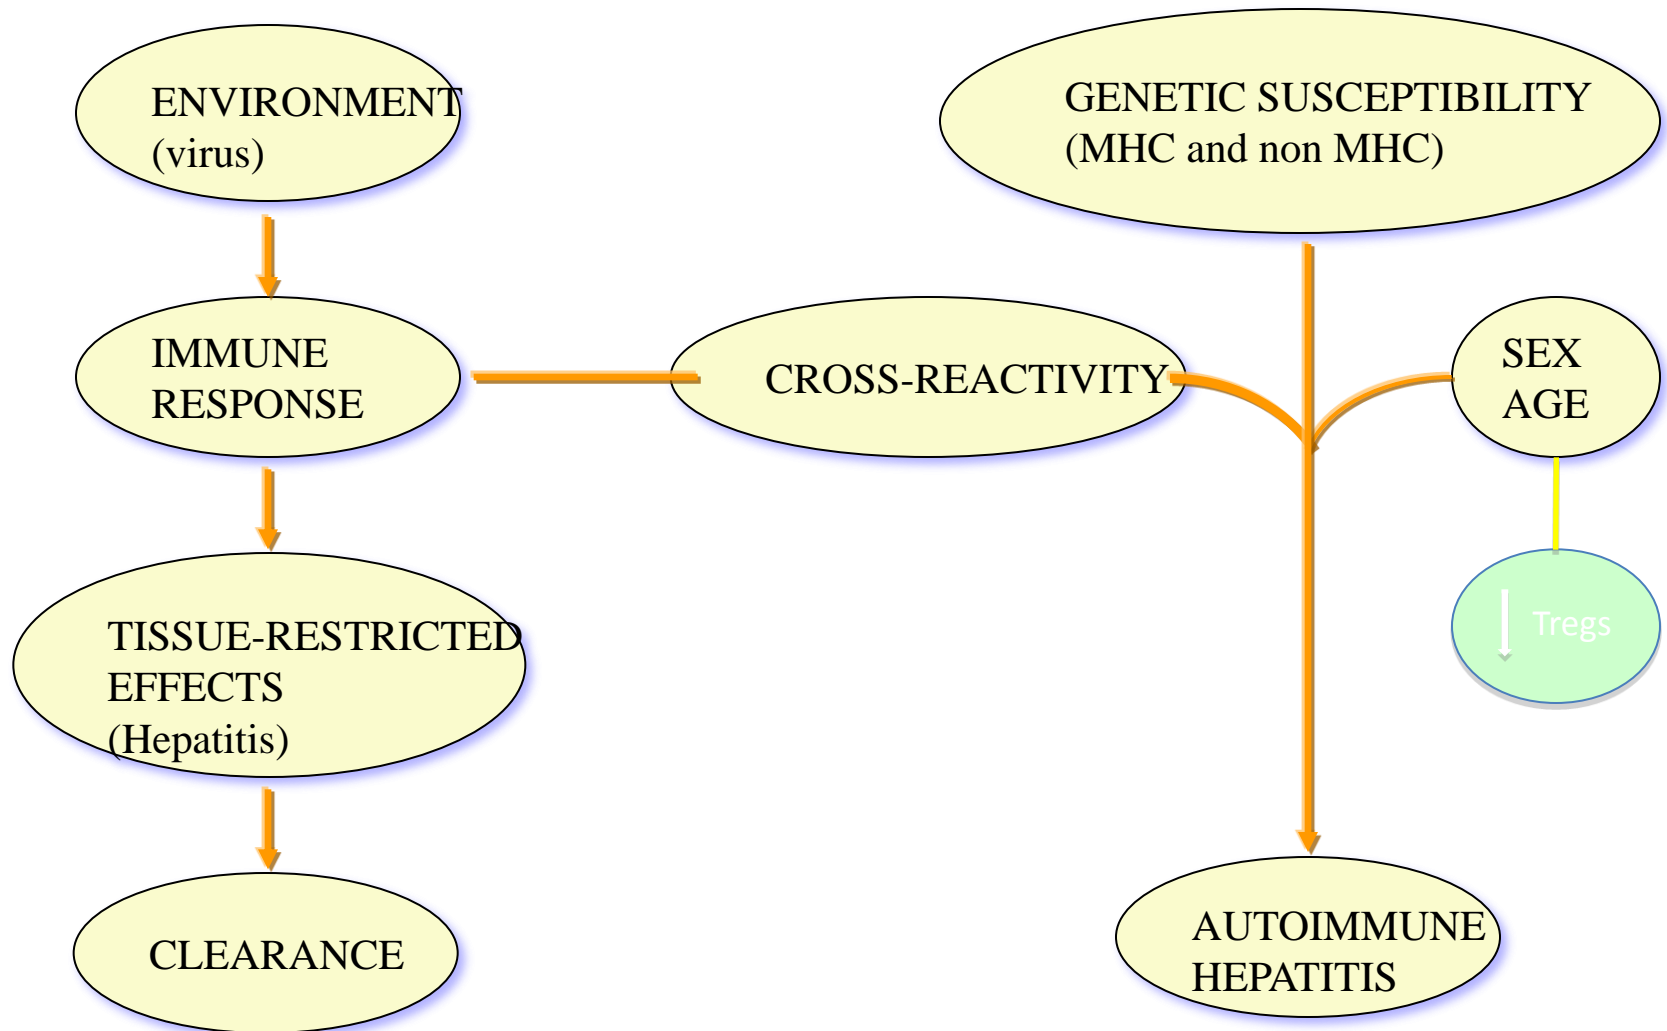 ENVIRONMENT
(virus)
GENETIC SUSCEPTIBILITY
(MHC and non MHC)
IMMUNE
RESPONSE
CROSS-REACTIVITY
SEX
AGE
TISSUE-RESTRICTED
EFFECTS
(Hepatitis)
Tregs
CLEARANCE
AUTOIMMUNE
HEPATITIS